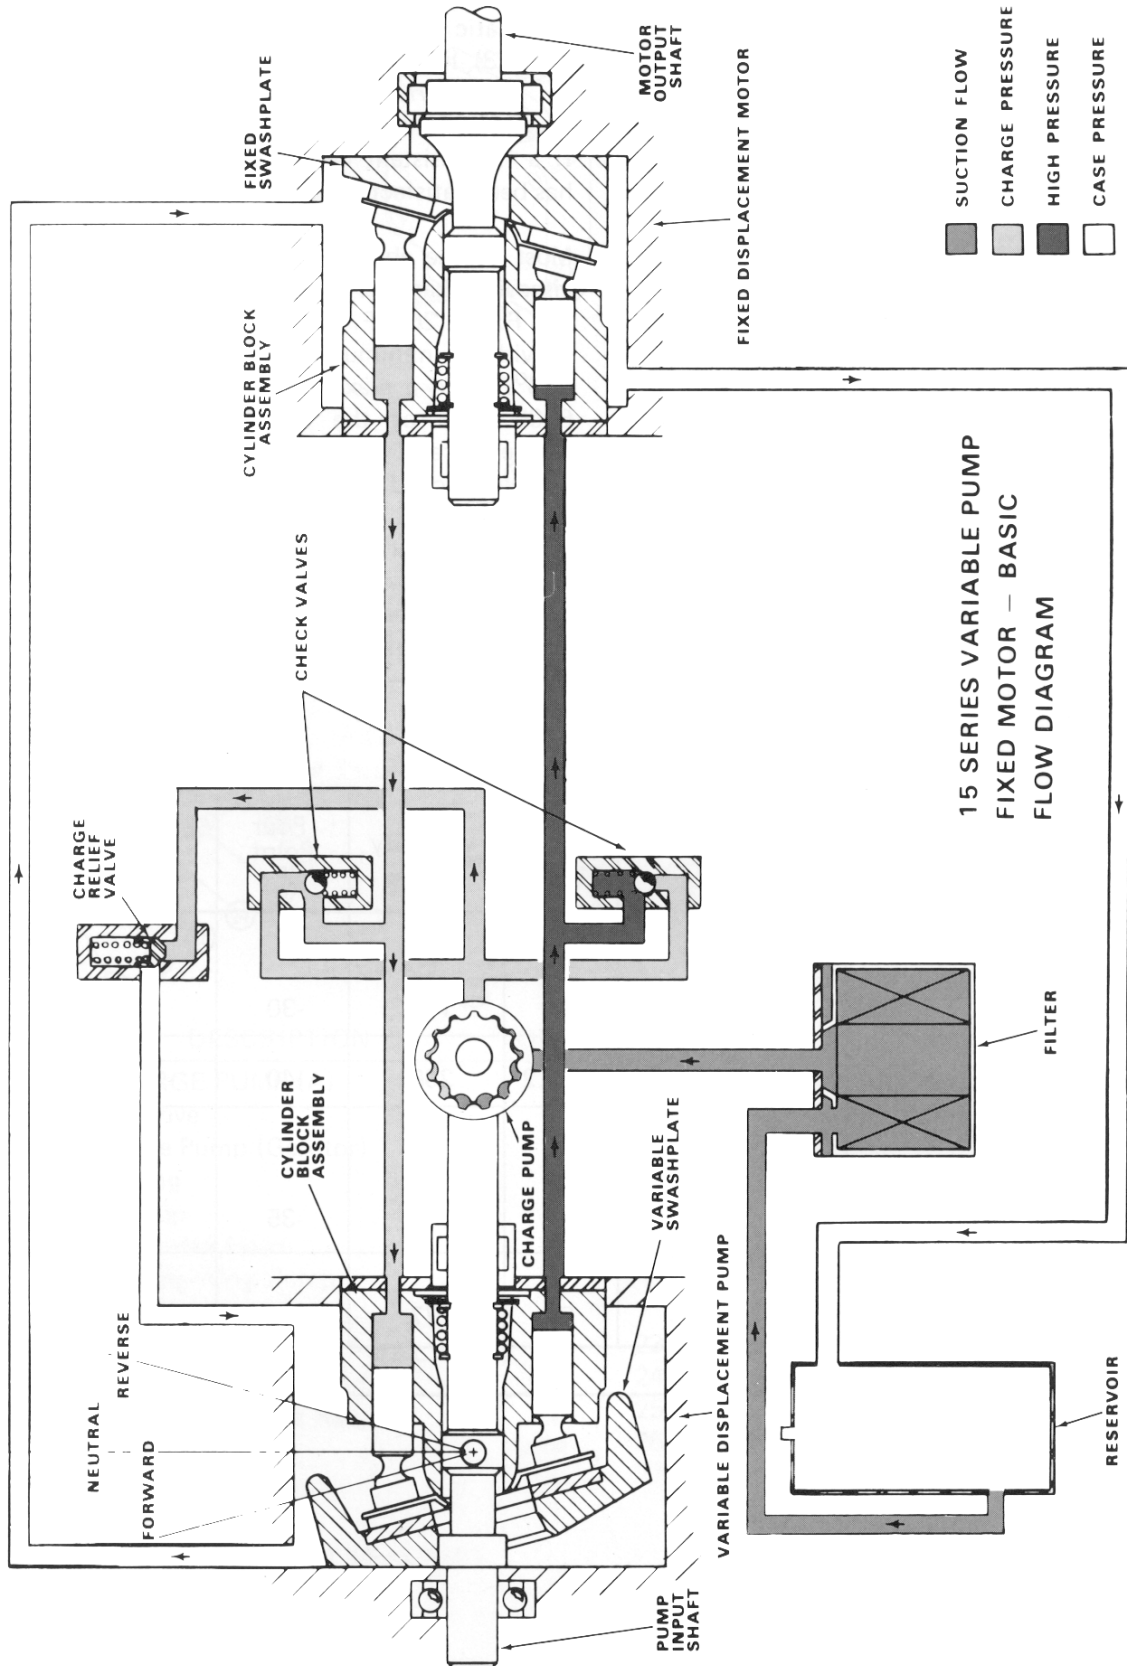 MOTOR
OUTPUT
SHAFT
FIXED
SWASHPLATE
FIXED DISPLACEMENT MOTOR
SUCTION FLOW
CHARGE PRESSURE
HIGH PRESSURE
CASE PRESSURE
CYLINDER BLOCK
ASSEMBLY
CHECK VALVES
CHARGE
RELIEF
VALVE
15 SERIES VARIABLE PUMP
FIXED MOTOR – BASIC
FLOW DIAGRAM
FILTER
CYLINDER
BLOCK
ASSEMBLY
CHARGE PUMP
VARIABLE
SWASHPLATE
VARIABLE DISPLACEMENT PUMP
REVERSE
NEUTRAL
FORWARD
RESERVOIR
PUMP
INPUT
SHAFT